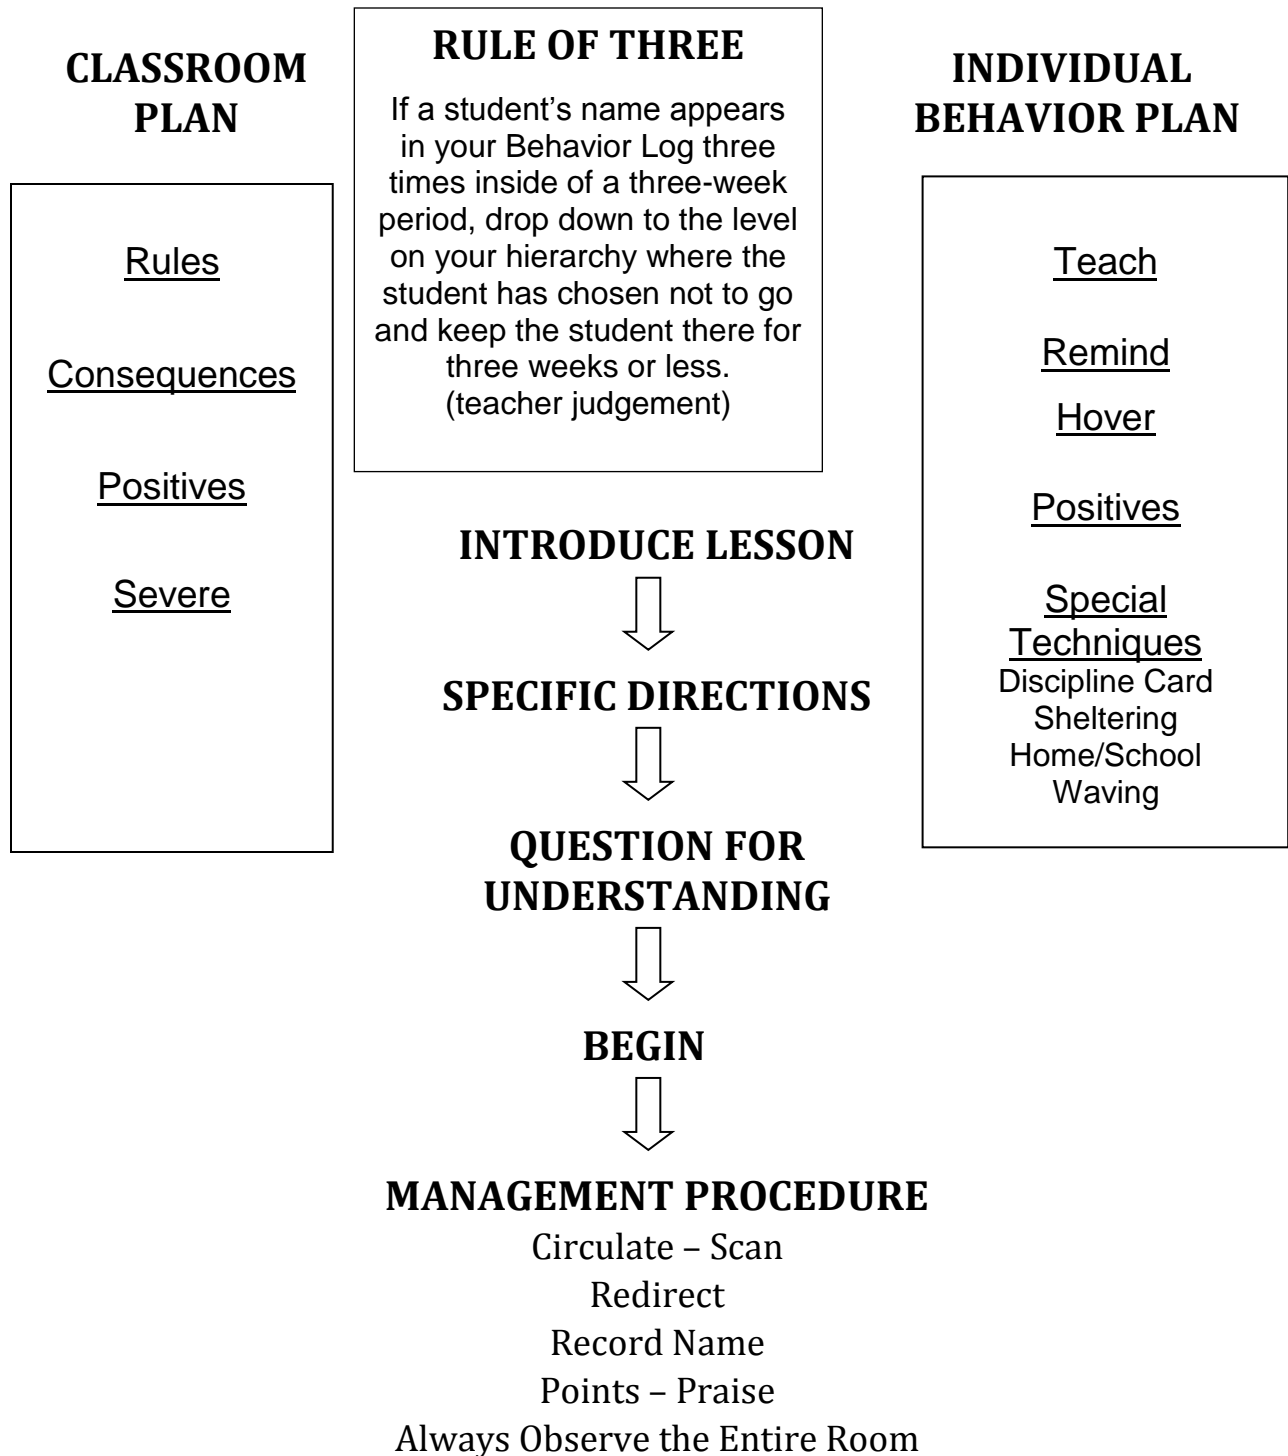 CLASSROOM
PLAN
Rules
Consequences
Positives
Severe
RULE OF THREE
If a student’s name appears
in your Behavior Log three
times inside of a three-week
period, drop down to the level
on your hierarchy where the
student has chosen not to go
and keep the student there for
three weeks or less.
(teacher judgement)
INDIVIDUAL
BEHAVIOR PLAN
Teach
Remind
Hover
Positives
Special
Techniques
Discipline Card
Sheltering
Home/School
Waving
INTRODUCE LESSON
SPECIFIC DIRECTIONS
QUESTION FOR
UNDERSTANDING
BEGIN
MANAGEMENT PROCEDURE
Circulate – Scan
Redirect
Record Name
Points – Praise
Always Observe the Entire Room